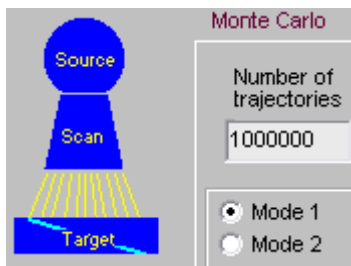 Source
Scan
Target
Monte Carlo
Number of
trajectories
1000000
Mode 1
Mode 2